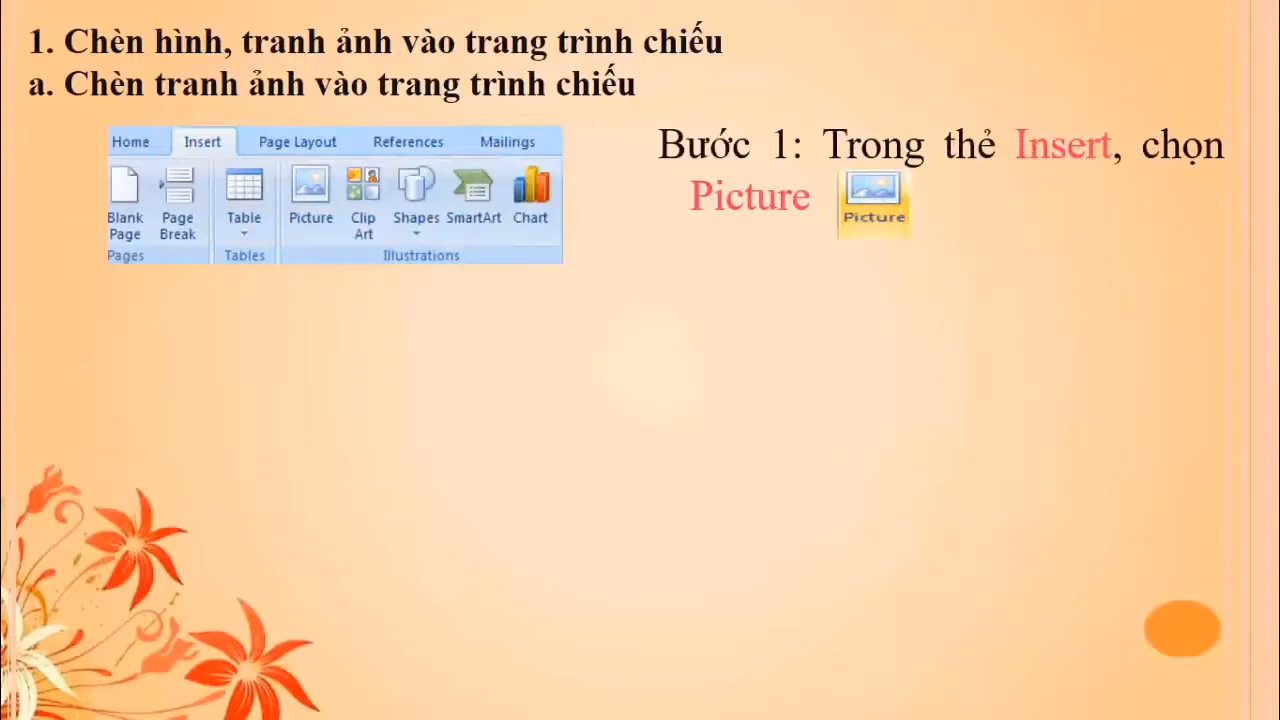 1. Chèn hình, tranh ảnh vào trang trình chiếu
a. Chèn tranh ảnh vào trang trình chiếu
Home Insert Page Layout References Mailings
Blank Page
Page Break
Table
Picture
Clip Art
Shapes
SmartArt
Chart
Pages Tables Illustrations
Bước 1: Trong thẻ Insert, chọn
Picture
Picture